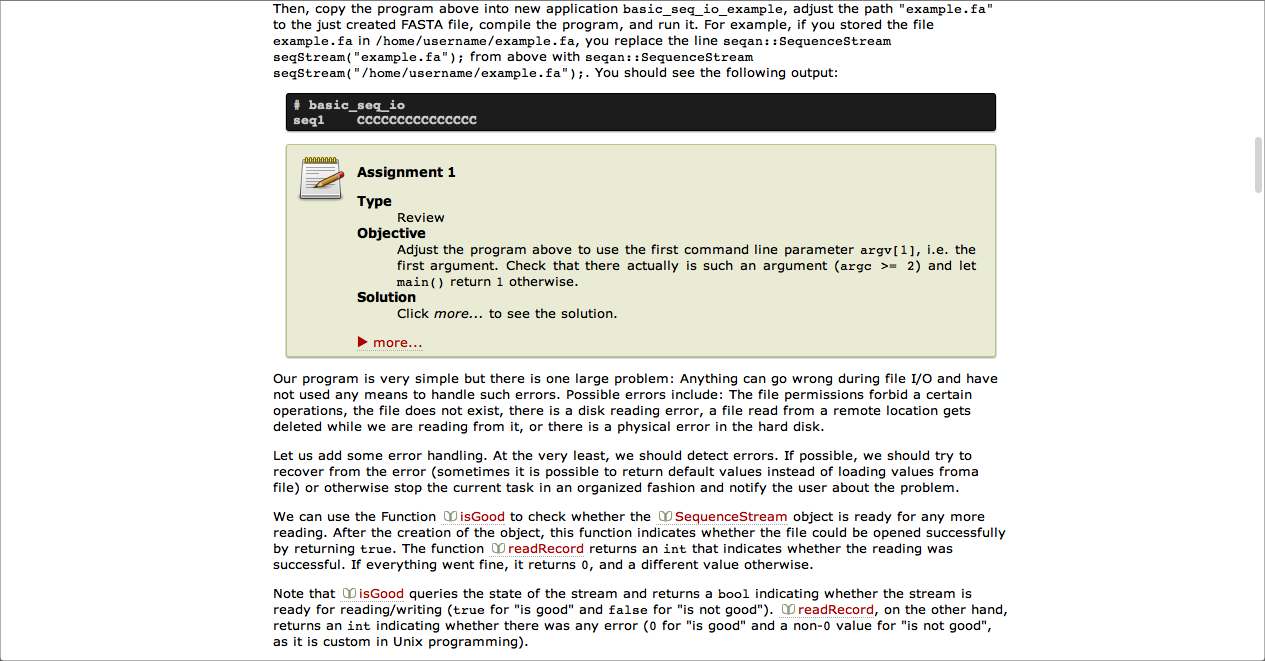 Then, copy the program above into new application basic_seq_io_example, adjust the path "example.fa"
to the just created FASTA file, compile the program, and run it. For example, if you stored the file
example.fa in /home/username/example.fa, you replace the line seqan::SequenceStream
seqStream("example.fa"); from above with seqan::SequenceStream
seqStream("/home/username/example.fa");. You should see the following output:
# basic_seq_io
seq1    CCCCCCCCCCCCCCC
Assignment 1
Type
Review
Objective
Adjust the program above to use the first command line parameter argv[1], i.e. the
first argument. Check that there actually is such an argument (argc >= 2) and let
main() return 1 otherwise.
Solution
Click more... to see the solution.
▶ more...
Our program is very simple but there is one large problem: Anything can go wrong during file I/O and have
not used any means to handle such errors. Possible errors include: The file permissions forbid a certain
operations, the file does not exist, there is a disk reading error, a file read from a remote location gets
deleted while we are reading from it, or there is a physical error in the hard disk.
Let us add some error handling. At the very least, we should detect errors. If possible, we should try to
recover from the error (sometimes it is possible to return default values instead of loading values froma
file) or otherwise stop the current task in an organized fashion and notify the user about the problem.
We can use the Function isGood to check whether the SequenceStream object is ready for any more
reading. After the creation of the object, this function indicates whether the file could be opened successfully
by returning true. The function readRecord returns an int that indicates whether the reading was
successful. If everything went fine, it returns 0, and a different value otherwise.
Note that isGood queries the state of the stream and returns a bool indicating whether the stream is
ready for reading/writing (true for "is good" and false for "is not good"). readRecord, on the other hand,
returns an int indicating whether there was any error (0 for "is good" and a non-0 value for "is not good",
as it is custom in Unix programming).